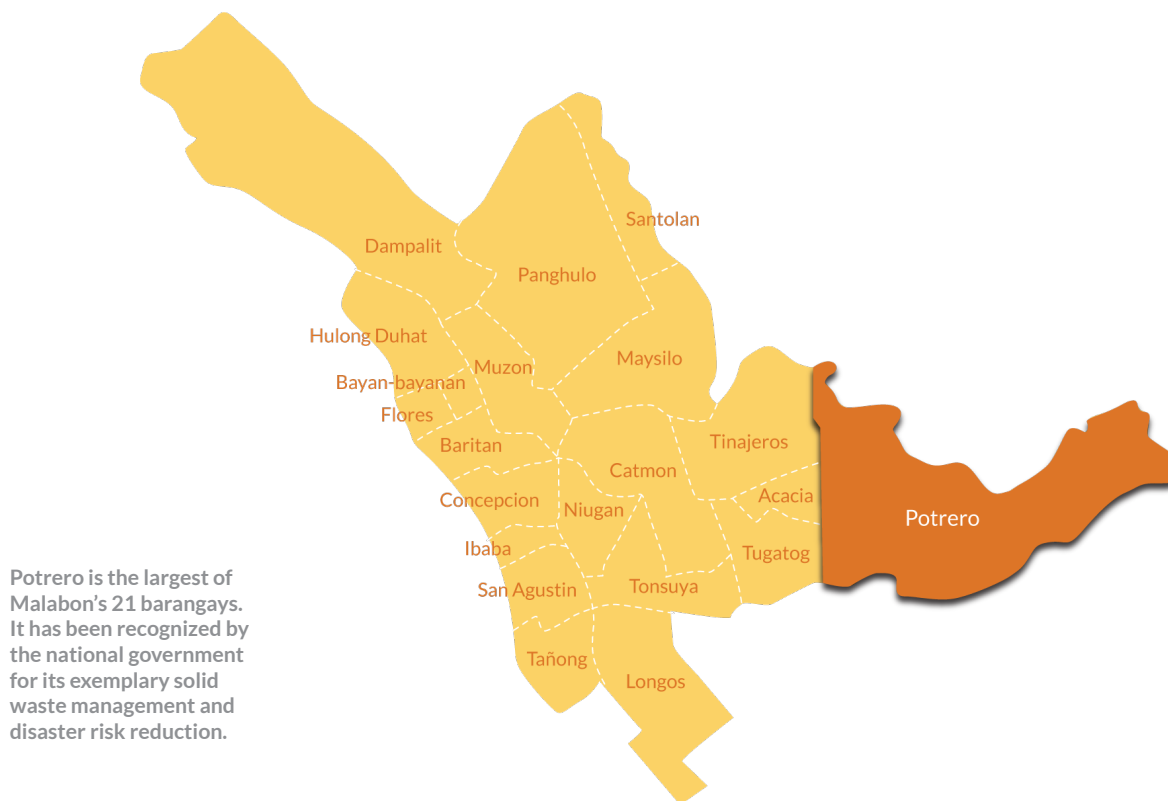 Santolan
Dampalit
Panghulo
Hulong Duhat
Maysilo
Muzon
Bayan-bayanan
Flores
Tinajeros
Baritan
Catmon
Acacia
Concepcion
Niugan
Potrero
Ibaba
Tugatog
San Agustin
Tonsuya
Tañong
Longos
Potrero is the largest of
Malabon's 21 barangays.
It has been recognized by
the national government
for its exemplary solid
waste management and
disaster risk reduction.